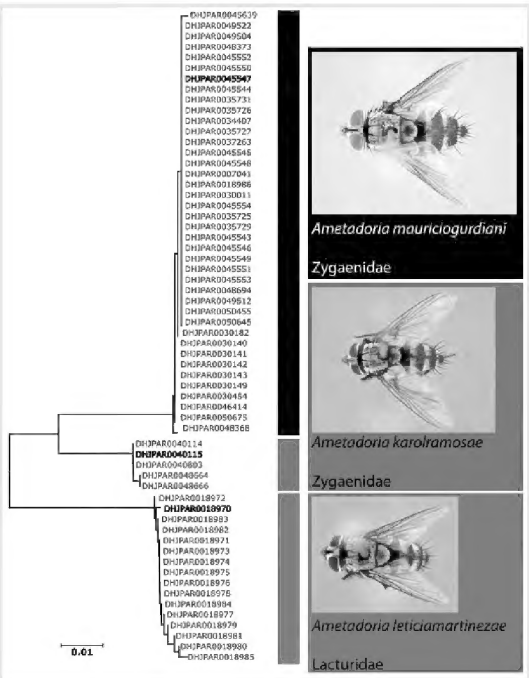 DHJPAR0045639
DHJPAR0049522
DHJPAR0049504
DHJPAR0048373
DHJPAR0045552
DHJPAR0045550
DHJPAR0045547
DHJPAR0045544
DHJPAR0035731
DHJPAR0035726
DHJPAR0034407
DHJPAR0035727
DHJPAR0037263
DHJPAR0045545
DHJPAR0045548
DHJPAR0007041
DHJPAR0018986
DHJPAR0030011
DHJPAR0045554
DHJPAR0035725
DHJPAR0035729
DHJPAR0045543
DHJPAR0045546
DHJPAR0045549
DHJPAR0045551
DHJPAR0045553
DHJPAR0048694
DHJPAR0049512
DHJPAR0050455
DHJPAR0050645
DHJPAR0030182
DHJPAR0030140
DHJPAR0030141
DHJPAR0030142
DHJPAR0030143
DHJPAR0030149
DHJPAR0030454
DHJPAR0046414
DHJPAR0050675
DHJPAR0048368
DHJPAR0040114
DHJPAR0040115
DHJPAR0040803
DHJPAR0048664
DHJPAR0048666
DHJPAR0018972
DHJPAR0018970
DHJPAR0018983
DHJPAR0018982
DHJPAR0018971
DHJPAR0018973
DHJPAR0018974
DHJPAR0018975
DHJPAR0018976
DHJPAR0018978
DHJPAR0018984
DHJPAR0018977
DHJPAR0018979
DHJPAR0018981
DHJPAR0018980
DHJPAR0018985
0.01
Ametadoria mauriciogurdiani
Zygaenidae
Ametadoria karolramosae
Zygaenidae
Ametadoria leticiamartinezae
Lacturidae